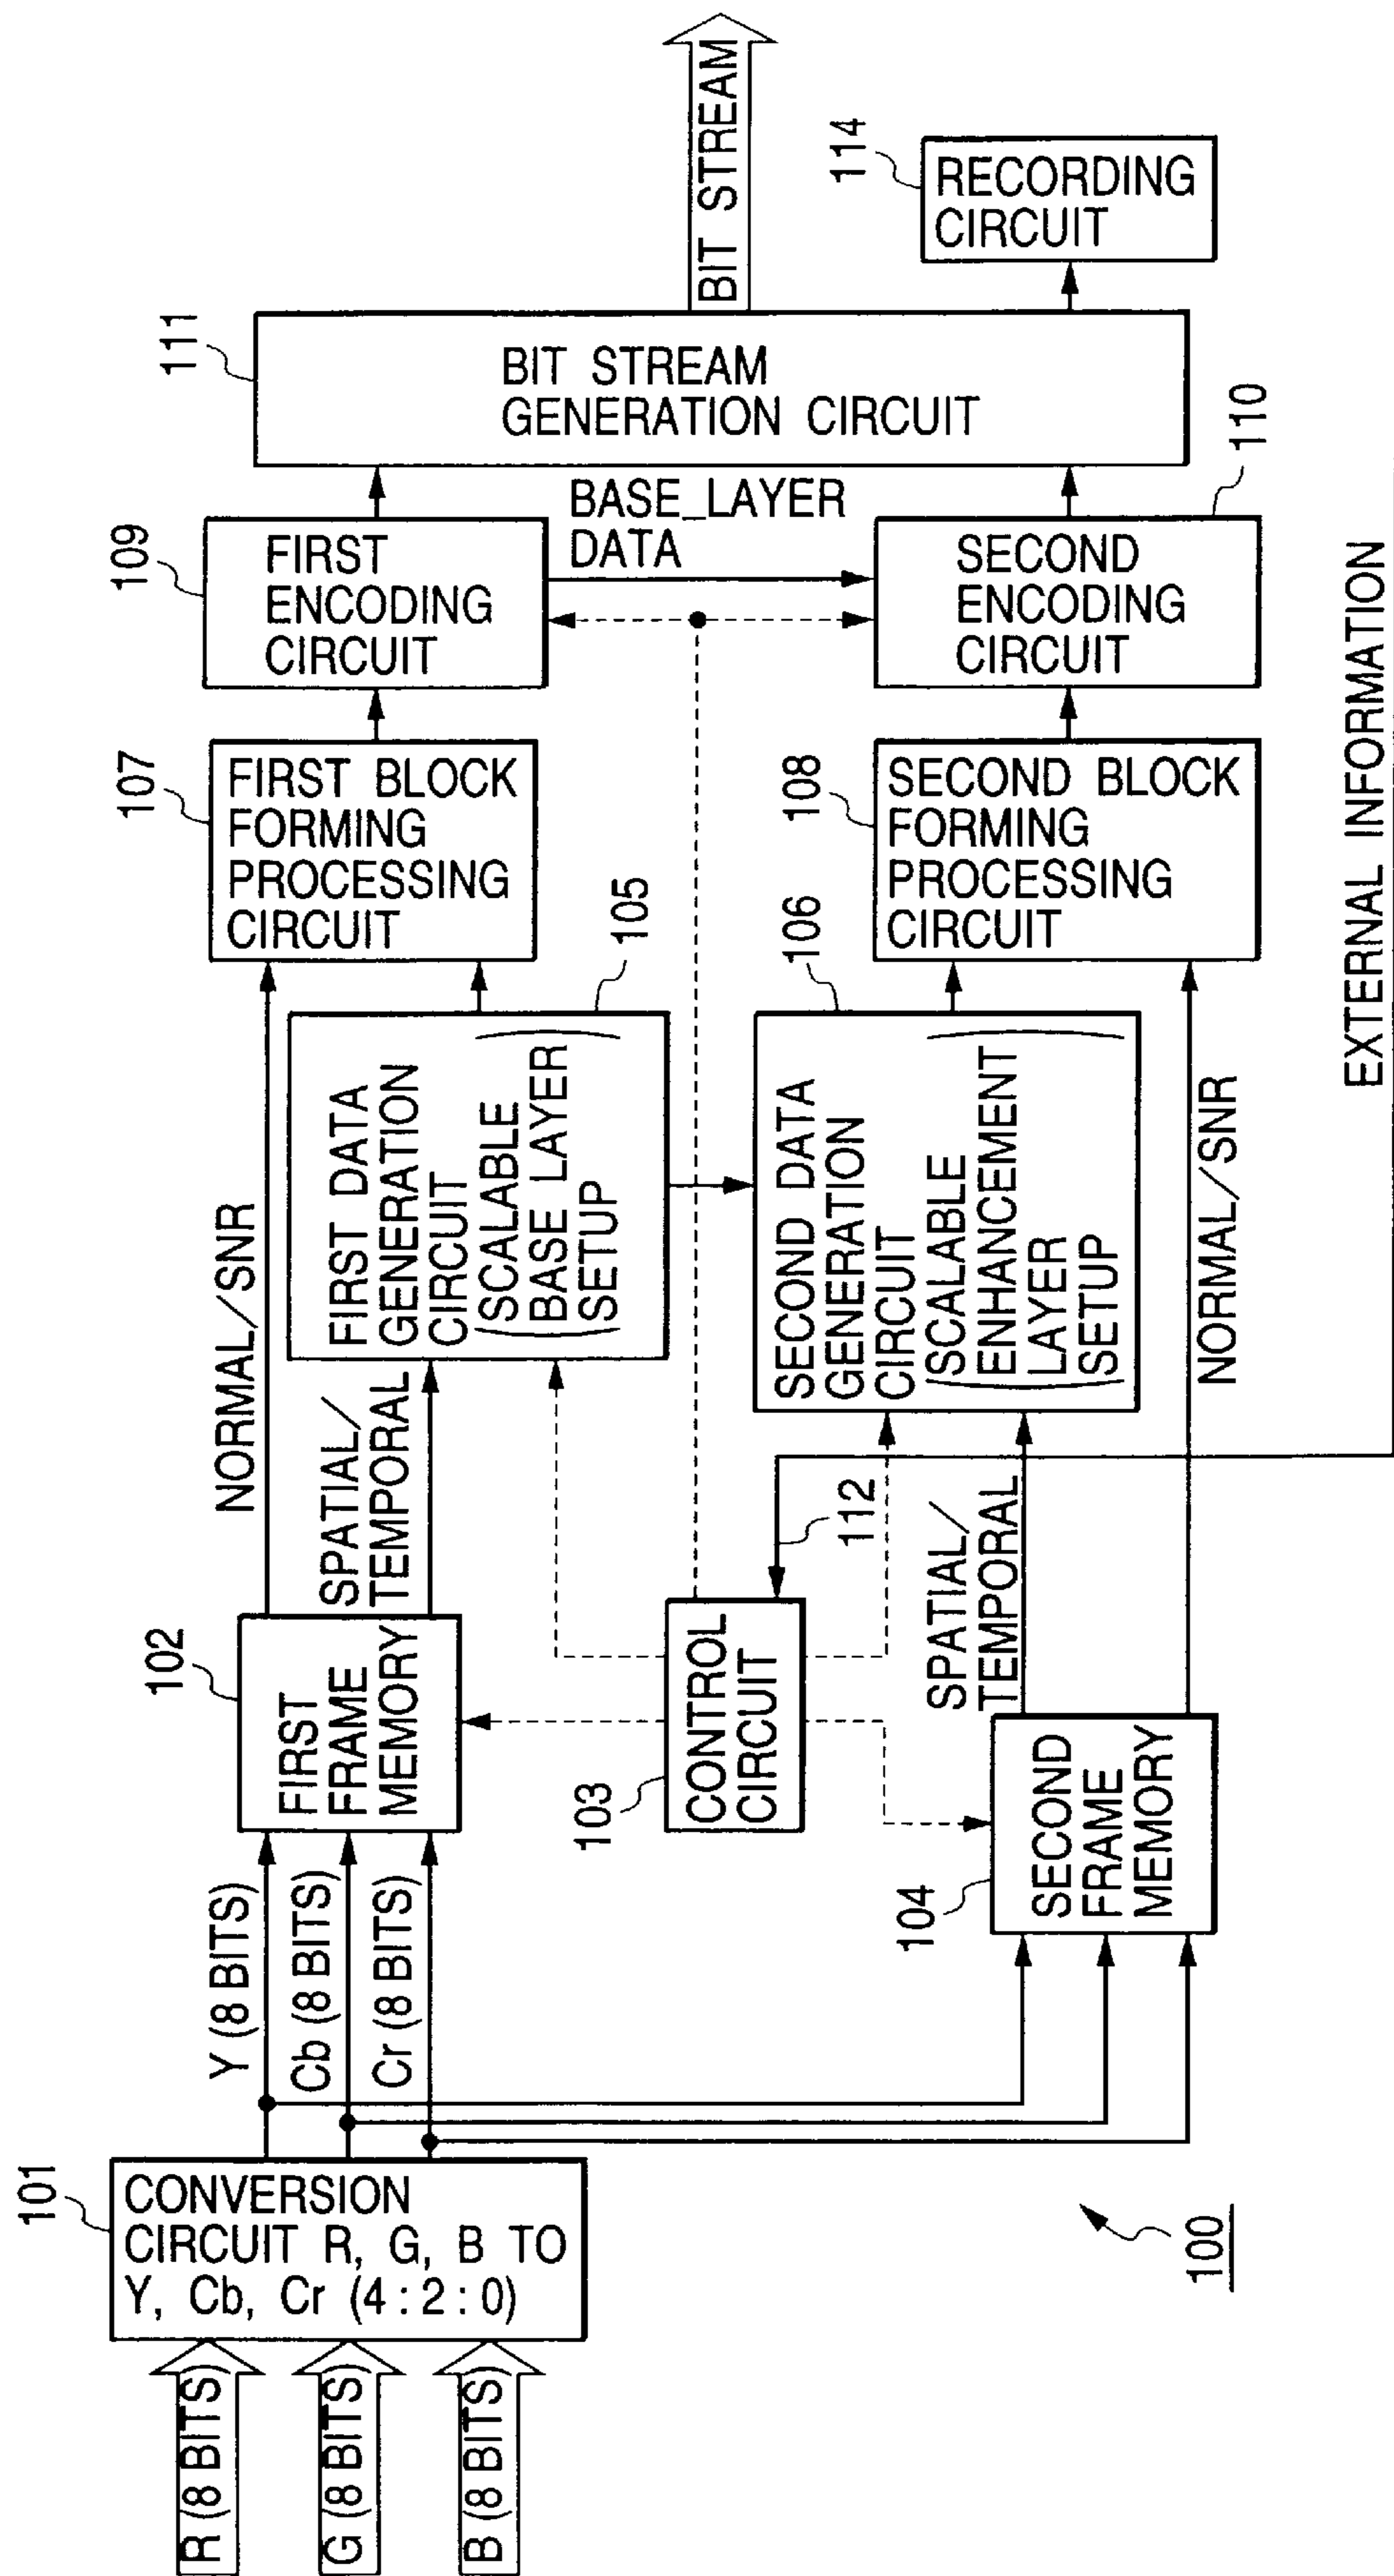 R (8 BITS)
G (8 BITS)
B (8 BITS)
101
CONVERSION
CIRCUIT R, G, B TO
Y, Cb, Cr (4 : 2 : 0)
Y (8 BITS)
Cb (8 BITS)
Cr (8 BITS)
102
FIRST
FRAME
MEMORY
103
CONTROL
CIRCUIT
104
SECOND
FRAME
MEMORY
NORMAL/SNR
SPATIAL/
TEMPORAL
112
SPATIAL/
TEMPORAL
NORMAL/SNR
FIRST DATA
GENERATION
CIRCUIT
(SCALABLE
BASE LAYER
SETUP)
105
SECOND DATA
GENERATION
CIRCUIT
(SCALABLE
ENHANCEMENT
LAYER
SETUP)
106
107
FIRST BLOCK
FORMING
PROCESSING
CIRCUIT
108
SECOND BLOCK
FORMING
PROCESSING
CIRCUIT
109
FIRST
ENCODING
CIRCUIT
BASE_LAYER
DATA
SECOND
ENCODING
CIRCUIT
110
111
BIT STREAM
GENERATION CIRCUIT
BIT STREAM
114
RECORDING
CIRCUIT
EXTERNAL INFORMATION
100